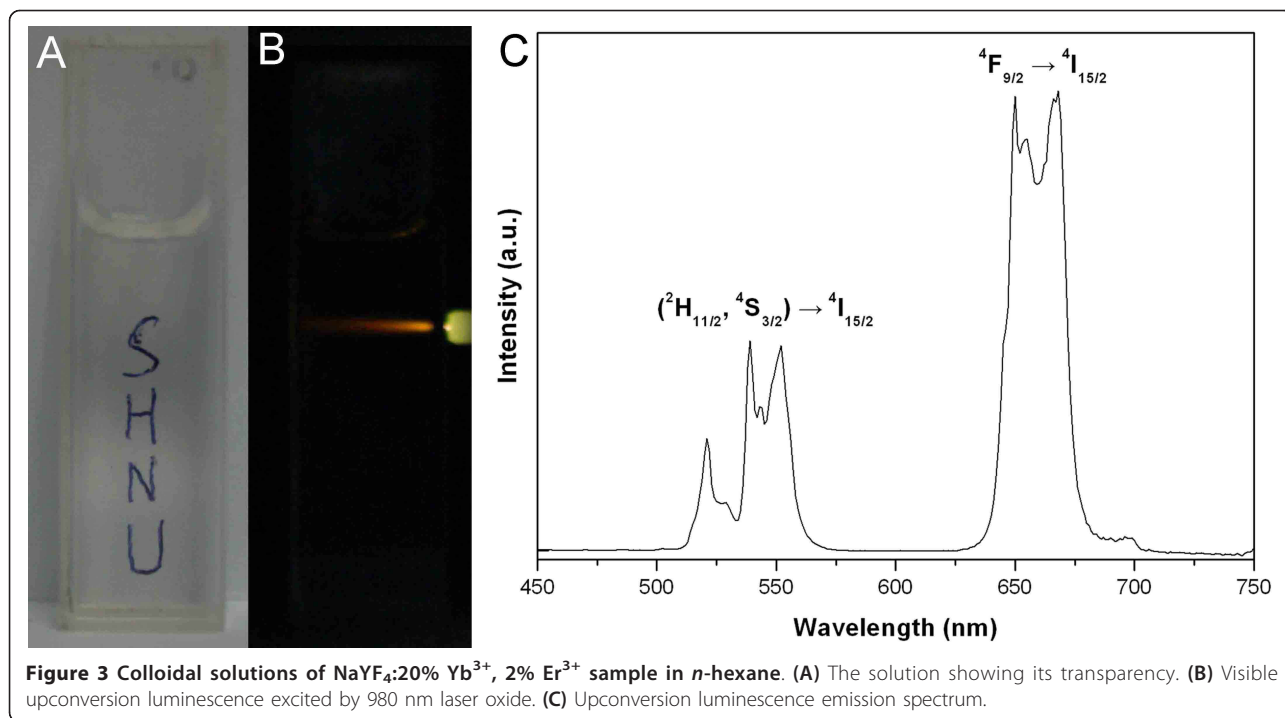 A
B
C
S
H
N
U
⁴F₉/₂ → ⁴I₁₅/₂
(²H₁₁/₂, ⁴S₃/₂) → ⁴I₁₅/₂
Intensity (a.u.)
450 500 550 600 650 700 750
Wavelength (nm)
Figure 3 Colloidal solutions of NaYF₄:20% Yb³⁺, 2% Er³⁺ sample in n-hexane. (A) The solution showing its transparency. (B) Visible
upconversion luminescence excited by 980 nm laser oxide. (C) Upconversion luminescence emission spectrum.